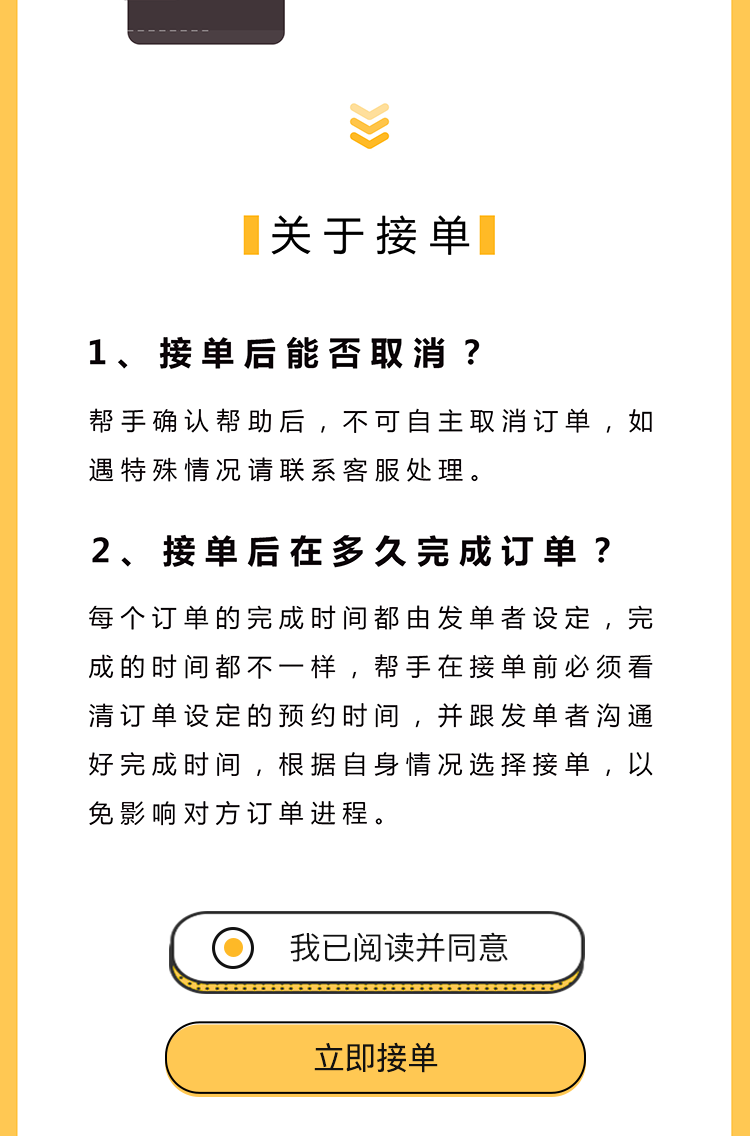 关于接单
1、接单后能否取消？
帮手确认帮助后，不可自主取消订单，如
遇特殊情况请联系客服处理。
2、接单后在多久完成订单？
每个订单的完成时间都由发单者设定，完
成的时间都不一样，帮手在接单前必须看
清订单设定的预约时间，并跟发单者沟通
好完成时间，根据自身情况选择接单，以
免影响对方订单进程。
我已阅读并同意
立即接单